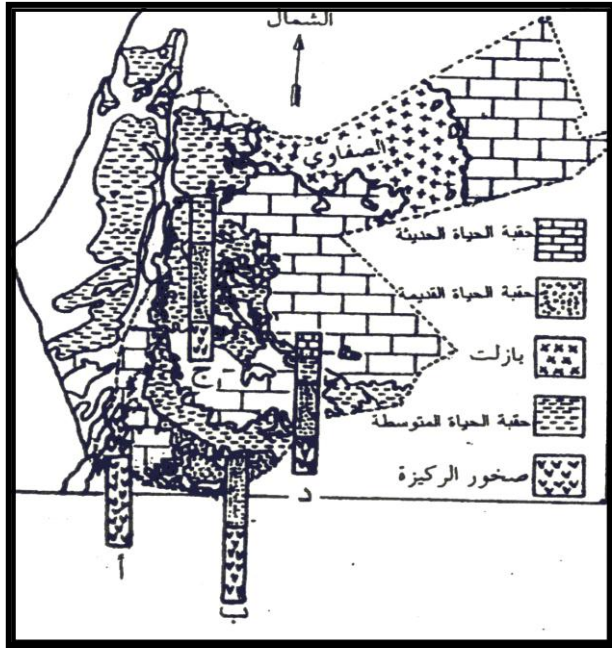 الشمال
الصفاوي
حقبة الحياة الحديثة
حقبة الحياة القديمة
بازلت
حقبة الحياة المتوسطة
صخور الركيزة
ج
د
أ
ب